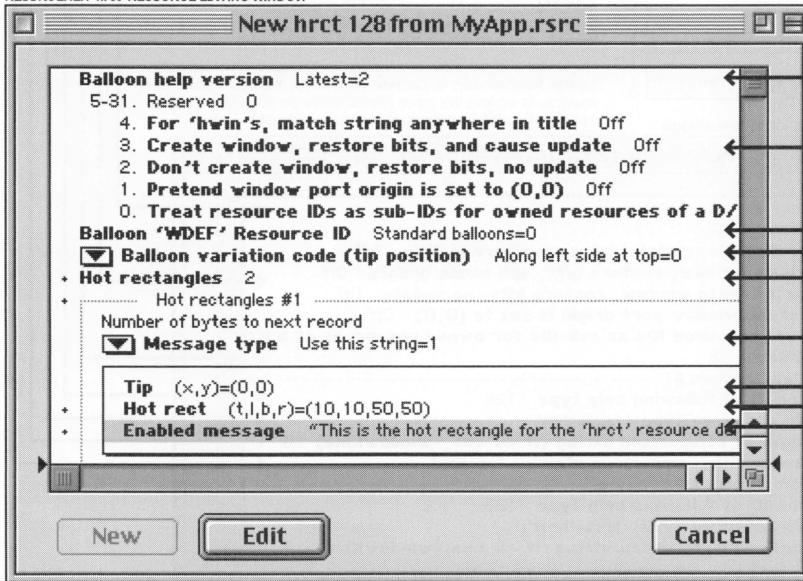 New hrct 128 from MyApp.rsrc
Balloon help version Latest=2
5-31. Reserved 0
4. For 'hwin's, match string anywhere in title Off
3. Create window, restore bits, and cause update Off
2. Don't create window, restore bits, no update Off
1. Pretend window port origin is set to (0,0) Off
0. Treat resource IDs as sub-IDs for owned resources of a D/
Balloon 'WDEF' Resource ID Standard balloons=0
Balloon variation code (tip position) Along left side at top=0
Hot rectangles 2
Hot rectangles #1
Number of bytes to next record
Message type Use this string=1
Tip (x,y)=(0,0)
Hot rect (t,l,b,r)=(10,10,50,50)
Enabled message "This is the hot rectangle for the 'hrct' resource de
New
Edit
Cancel